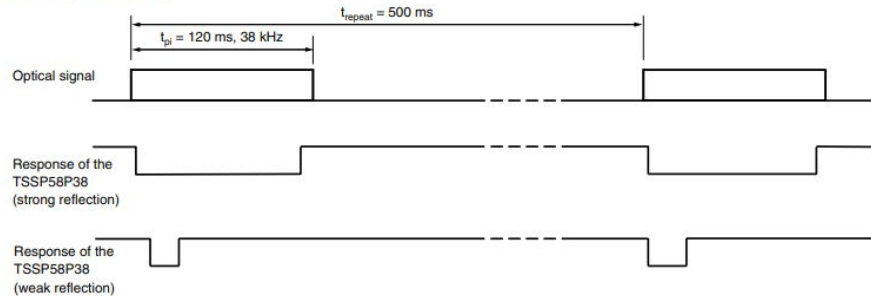 t_repeat = 500 ms
t_pi = 120 ms, 38 kHz
Optical signal
Response of the
TSSP58P38
(strong reflection)
Response of the
TSSP58P38
(weak reflection)